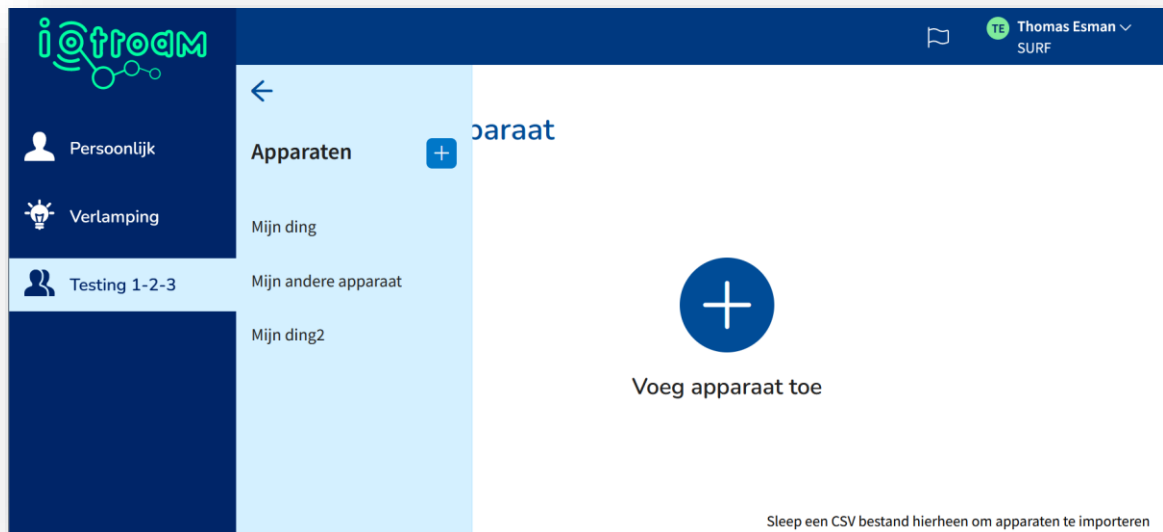 iotroam
Thomas Esman
SURF
TE
Persoonlijk
Verlamping
Testing 1-2-3
Apparaten
Mijn ding
Mijn andere apparaat
Mijn ding2
paraat
Voeg apparaat toe
Sleep een CSV bestand hierheen om apparaten te importeren